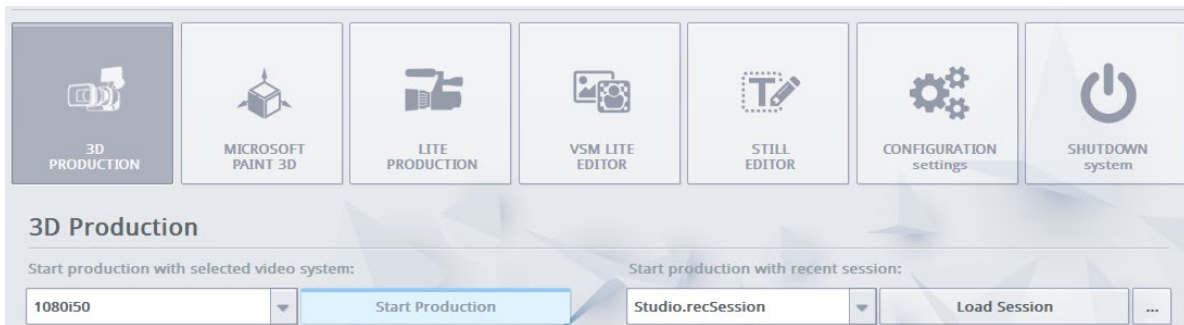 3D
PRODUCTION
MICROSOFT
PAINT 3D
LITE
PRODUCTION
VSM LITE
EDITOR
STILL
EDITOR
CONFIGURATION
settings
SHUTDOWN
system
3D Production
Start production with selected video system:
Start production with recent session:
1080i50
Start Production
Studio.recSession
Load Session
...